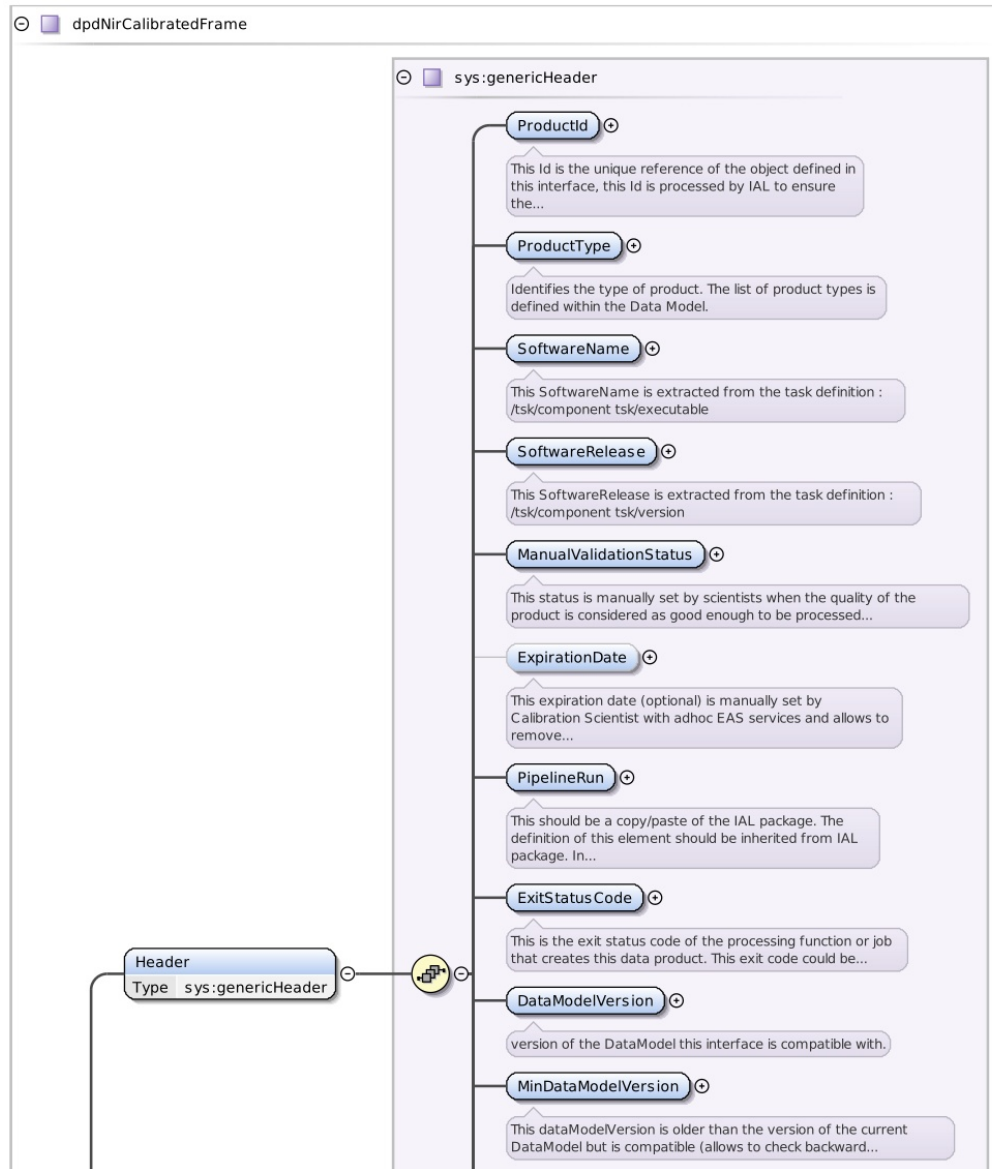 dpdNirCalibratedFrame
sys:genericHeader
ProductId
This Id is the unique reference of the object defined in
this interface, this Id is processed by IAL to ensure
the...
ProductType
Identifies the type of product. The list of product types is
defined within the Data Model.
SoftwareName
This SoftwareName is extracted from the task definition :
/tsk/component tsk/executable
SoftwareRelease
This SoftwareRelease is extracted from the task definition :
/tsk/component tsk/version
ManualValidationStatus
This status is manually set by scientists when the quality of the
product is considered as good enough to be processed...
ExpirationDate
This expiration date (optional) is manually set by
Calibration Scientist with adhoc EAS services and allows to
remove...
PipelineRun
This should be a copy/paste of the IAL package. The
definition of this element should be inherited from IAL
package. In...
ExitStatusCode
This is the exit status code of the processing function or job
that creates this data product. This exit code could be...
Header
Type sys:genericHeader
DataModelVersion
version of the DataModel this interface is compatible with.
MinDataModelVersion
This dataModelVersion is older than the version of the current
DataModel but is compatible (allows to check backward...